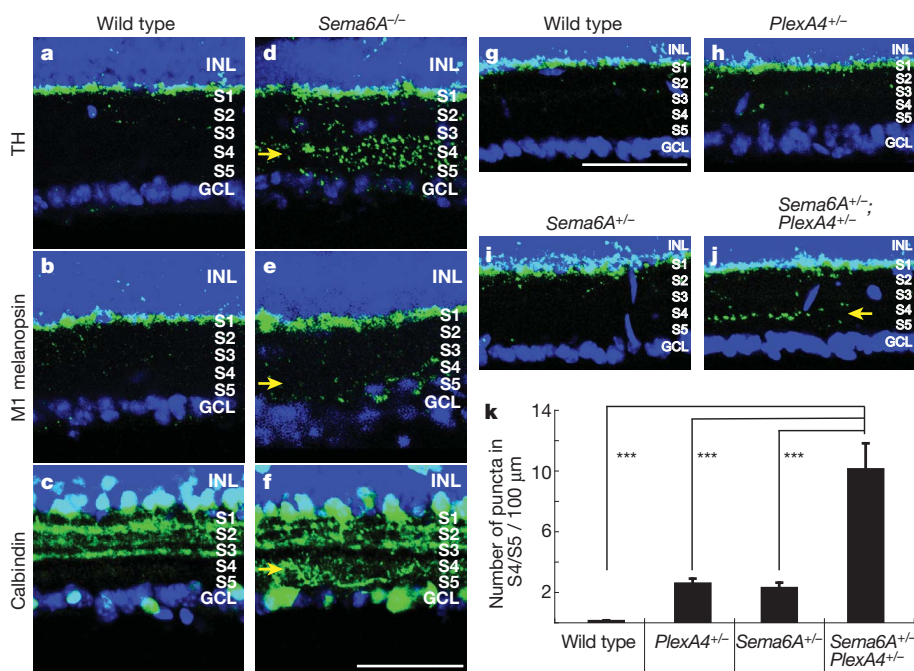 Wild type
Sema6A−/−
Wild type
PlexA4+/−
TH
a
INL
S1
S2
S3
S4
S5
GCL
d
INL
S1
S2
S3
S4
S5
GCL
g
INL
S1
S2
S3
S4
S5
GCL
h
INL
S1
S2
S3
S4
S5
GCL
M1 melanopsin
b
INL
S1
S2
S3
S4
S5
GCL
e
INL
S1
S2
S3
S4
S5
GCL
Sema6A+/−
Sema6A+/−;
PlexA4+/−
i
INL
S1
S2
S3
S4
S5
GCL
j
INL
S1
S2
S3
S4
S5
GCL
Calbindin
c
INL
S1
S2
S3
S4
S5
GCL
f
INL
S1
S2
S3
S4
S5
GCL
k
Number of puncta in
S4/S5 / 100 μm
14
10
6
2
*** *** ***
Wild type
PlexA4+/−
Sema6A+/−
Sema6A+/−
PlexA4+/−